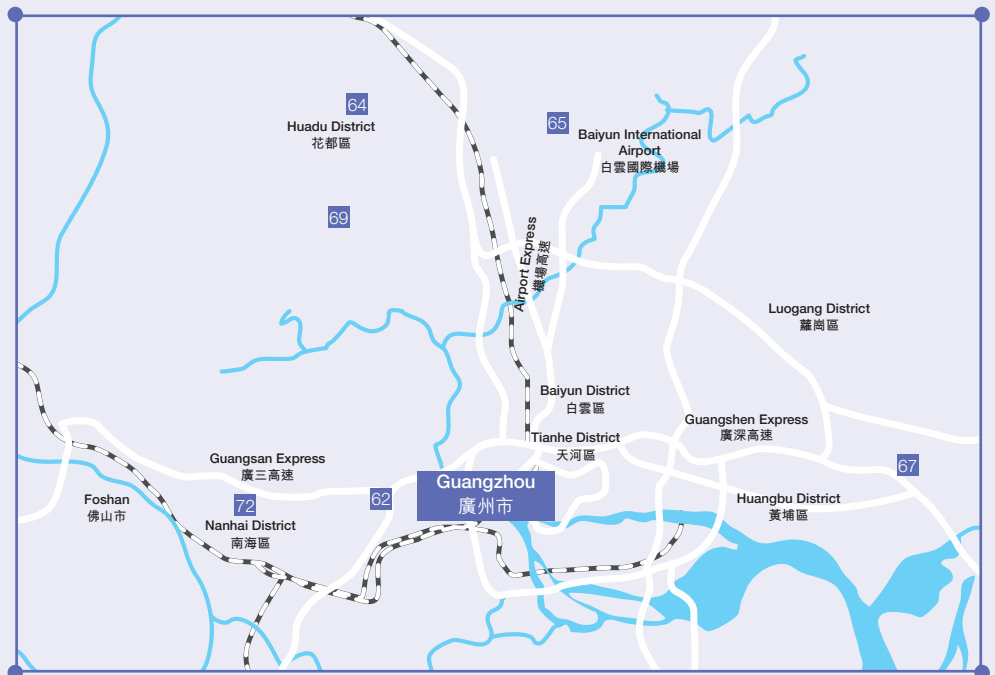 64
Huadu District
花都區
65
Baiyun International
Airport
白雲國際機場
69
Airport Express
機場高速
Luogang District
蘿崗區
Baiyun District
白雲區
Guangshen Express
廣深高速
Tianhe District
天河區
Guangsan Express
廣三高速
67
Guangzhou
廣州市
62
72
Foshan
佛山市
Nanhai District
南海區
Huangbu District
黃埔區